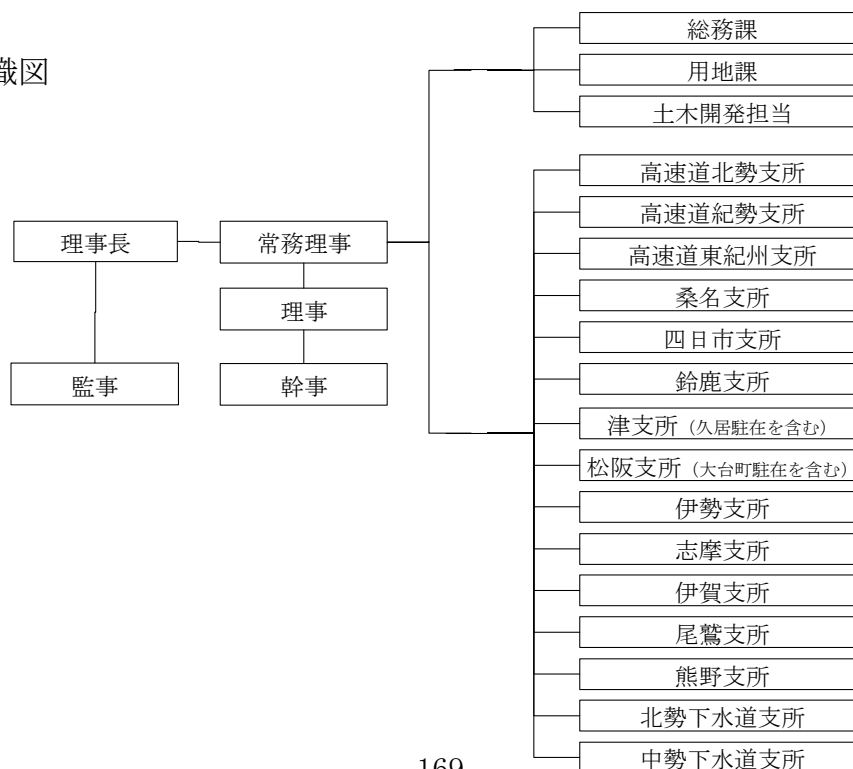 織図
総務課
用地課
土木開発担当
高速道北勢支所
高速道紀勢支所
高速道東紀州支所
桑名支所
四日市支所
鈴鹿支所
津支所（久居駐在を含む）
松阪支所（大台町駐在を含む）
伊勢支所
志摩支所
伊賀支所
尾鷲支所
熊野支所
北勢下水道支所
中勢下水道支所
理事長
常務理事
理事
監事
幹事
169